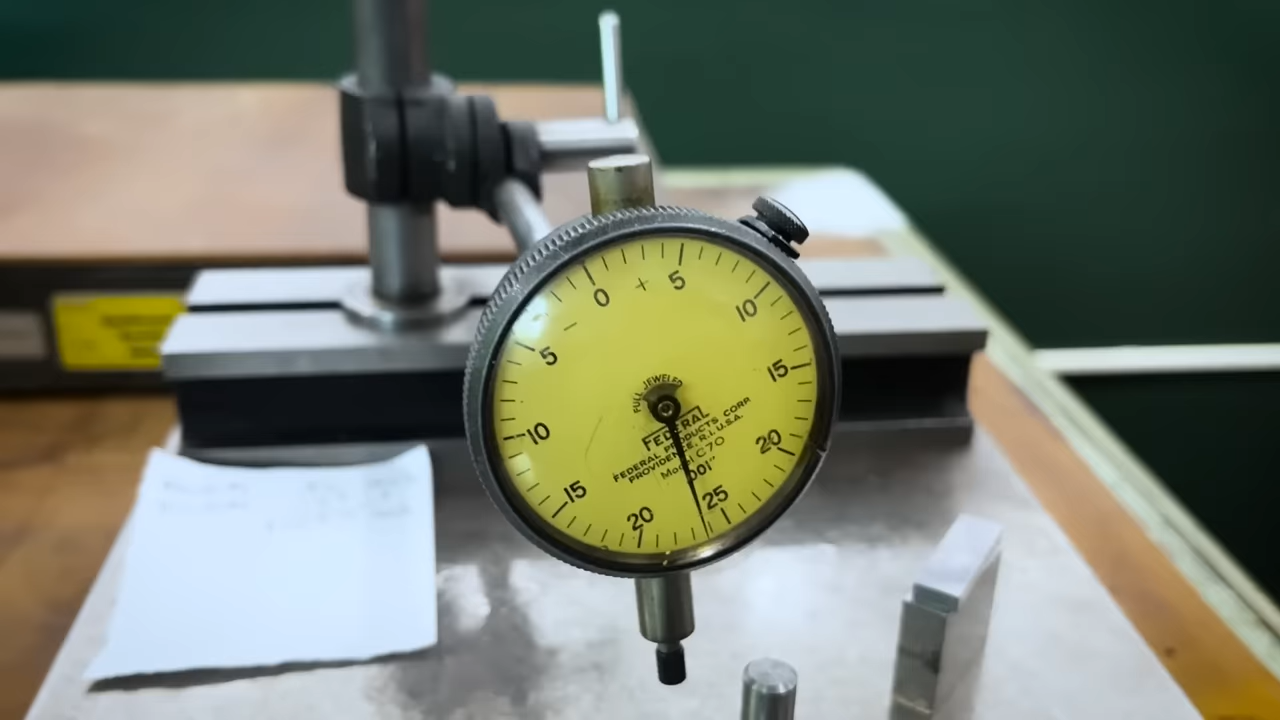 0 + 5
10
15
20
25
20
15
10
5
-
FULL JEWELED
FEDERAL
FEDERAL PRODUCTS CORP
PROVIDENCE, R.I. U.S.A.
Model C70
.001"